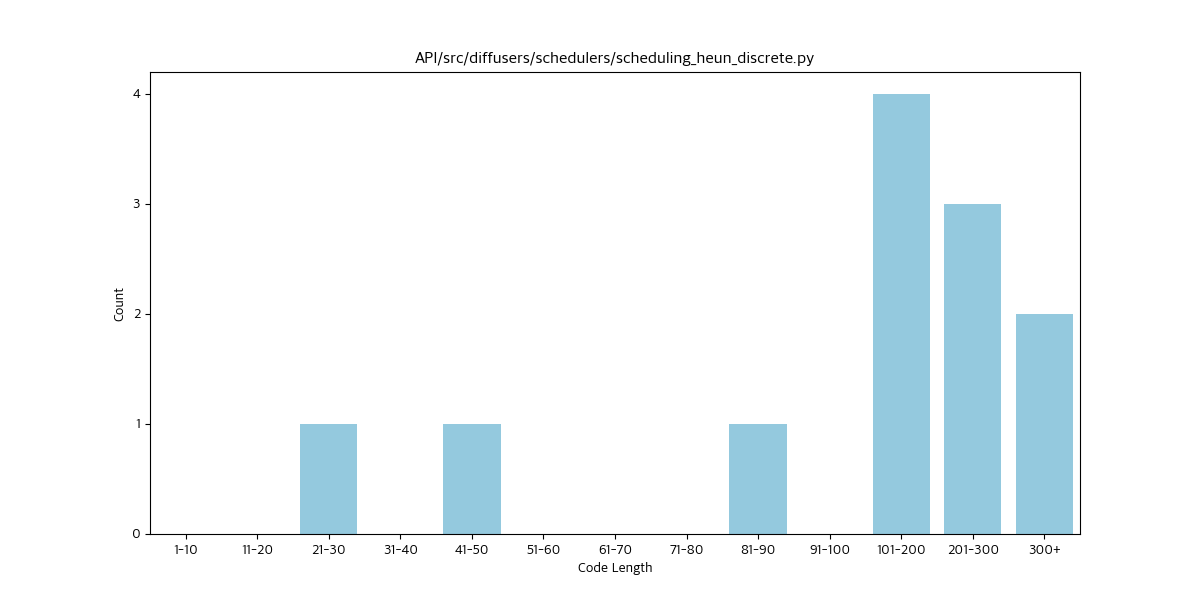 API/src/diffusers/schedulers/scheduling_heun_discrete.py
4
3
2
1
0
Count
1-10 11-20 21-30 31-40 41-50 51-60 61-70 71-80 81-90 91-100 101-200 201-300 300+
Code Length